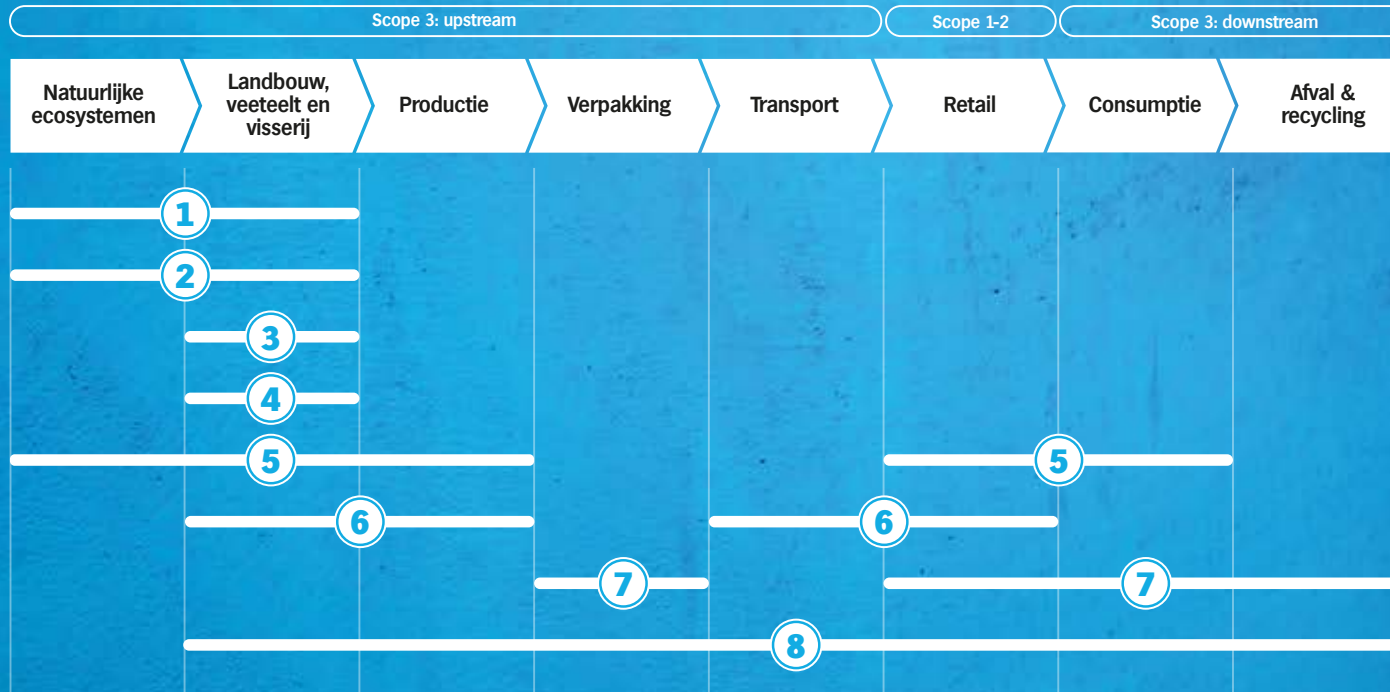 Scope 3: upstream
Scope 1-2
Scope 3: downstream
Natuurlijke
ecosystemen
Landbouw,
veeteelt en
visserij
Productie
Verpakking
Transport
Retail
Consumptie
Afval &
recycling
1
2
3
4
5
5
6
6
7
7
8